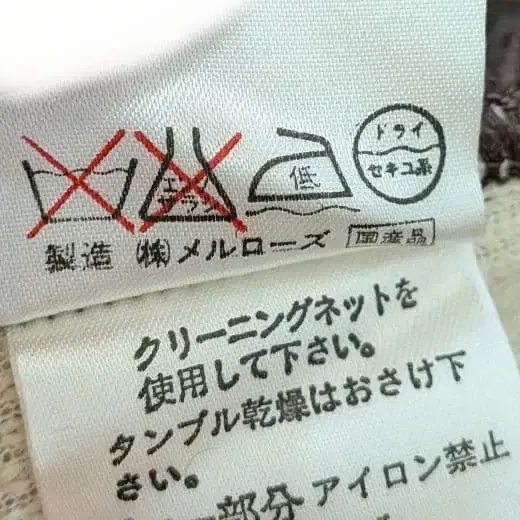 エンソ
サラシ
低
ドライ
セキユ系
製造 (株)メルローズ 国産品
クリーニングネットを
使用して下さい。
タンブル乾燥はおさけ下
さい。
一部分アイロン禁止